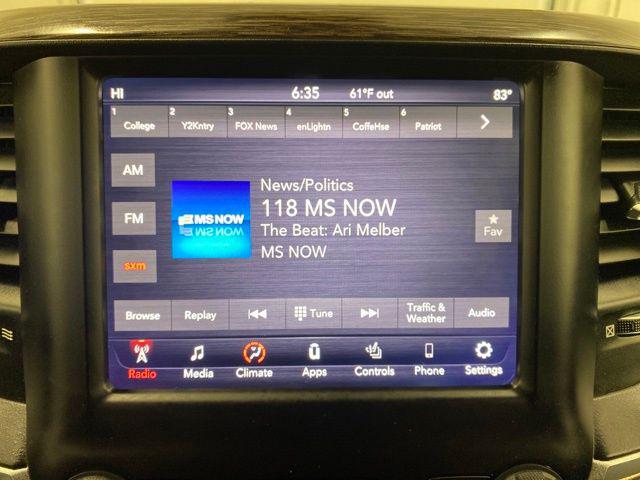 HI 6:35 61°F out 83°
1 College 2 Y2Kntry 3 FOX News 4 enLightn 5 CoffeHse 6 Patriot
AM
FM
sxm
MS NOW
News/Politics
118 MS NOW
The Beat: Ari Melber
MS NOW
Fav
Browse Replay Tune Traffic & Weather Audio
Radio Media Climate Apps Controls Phone Settings